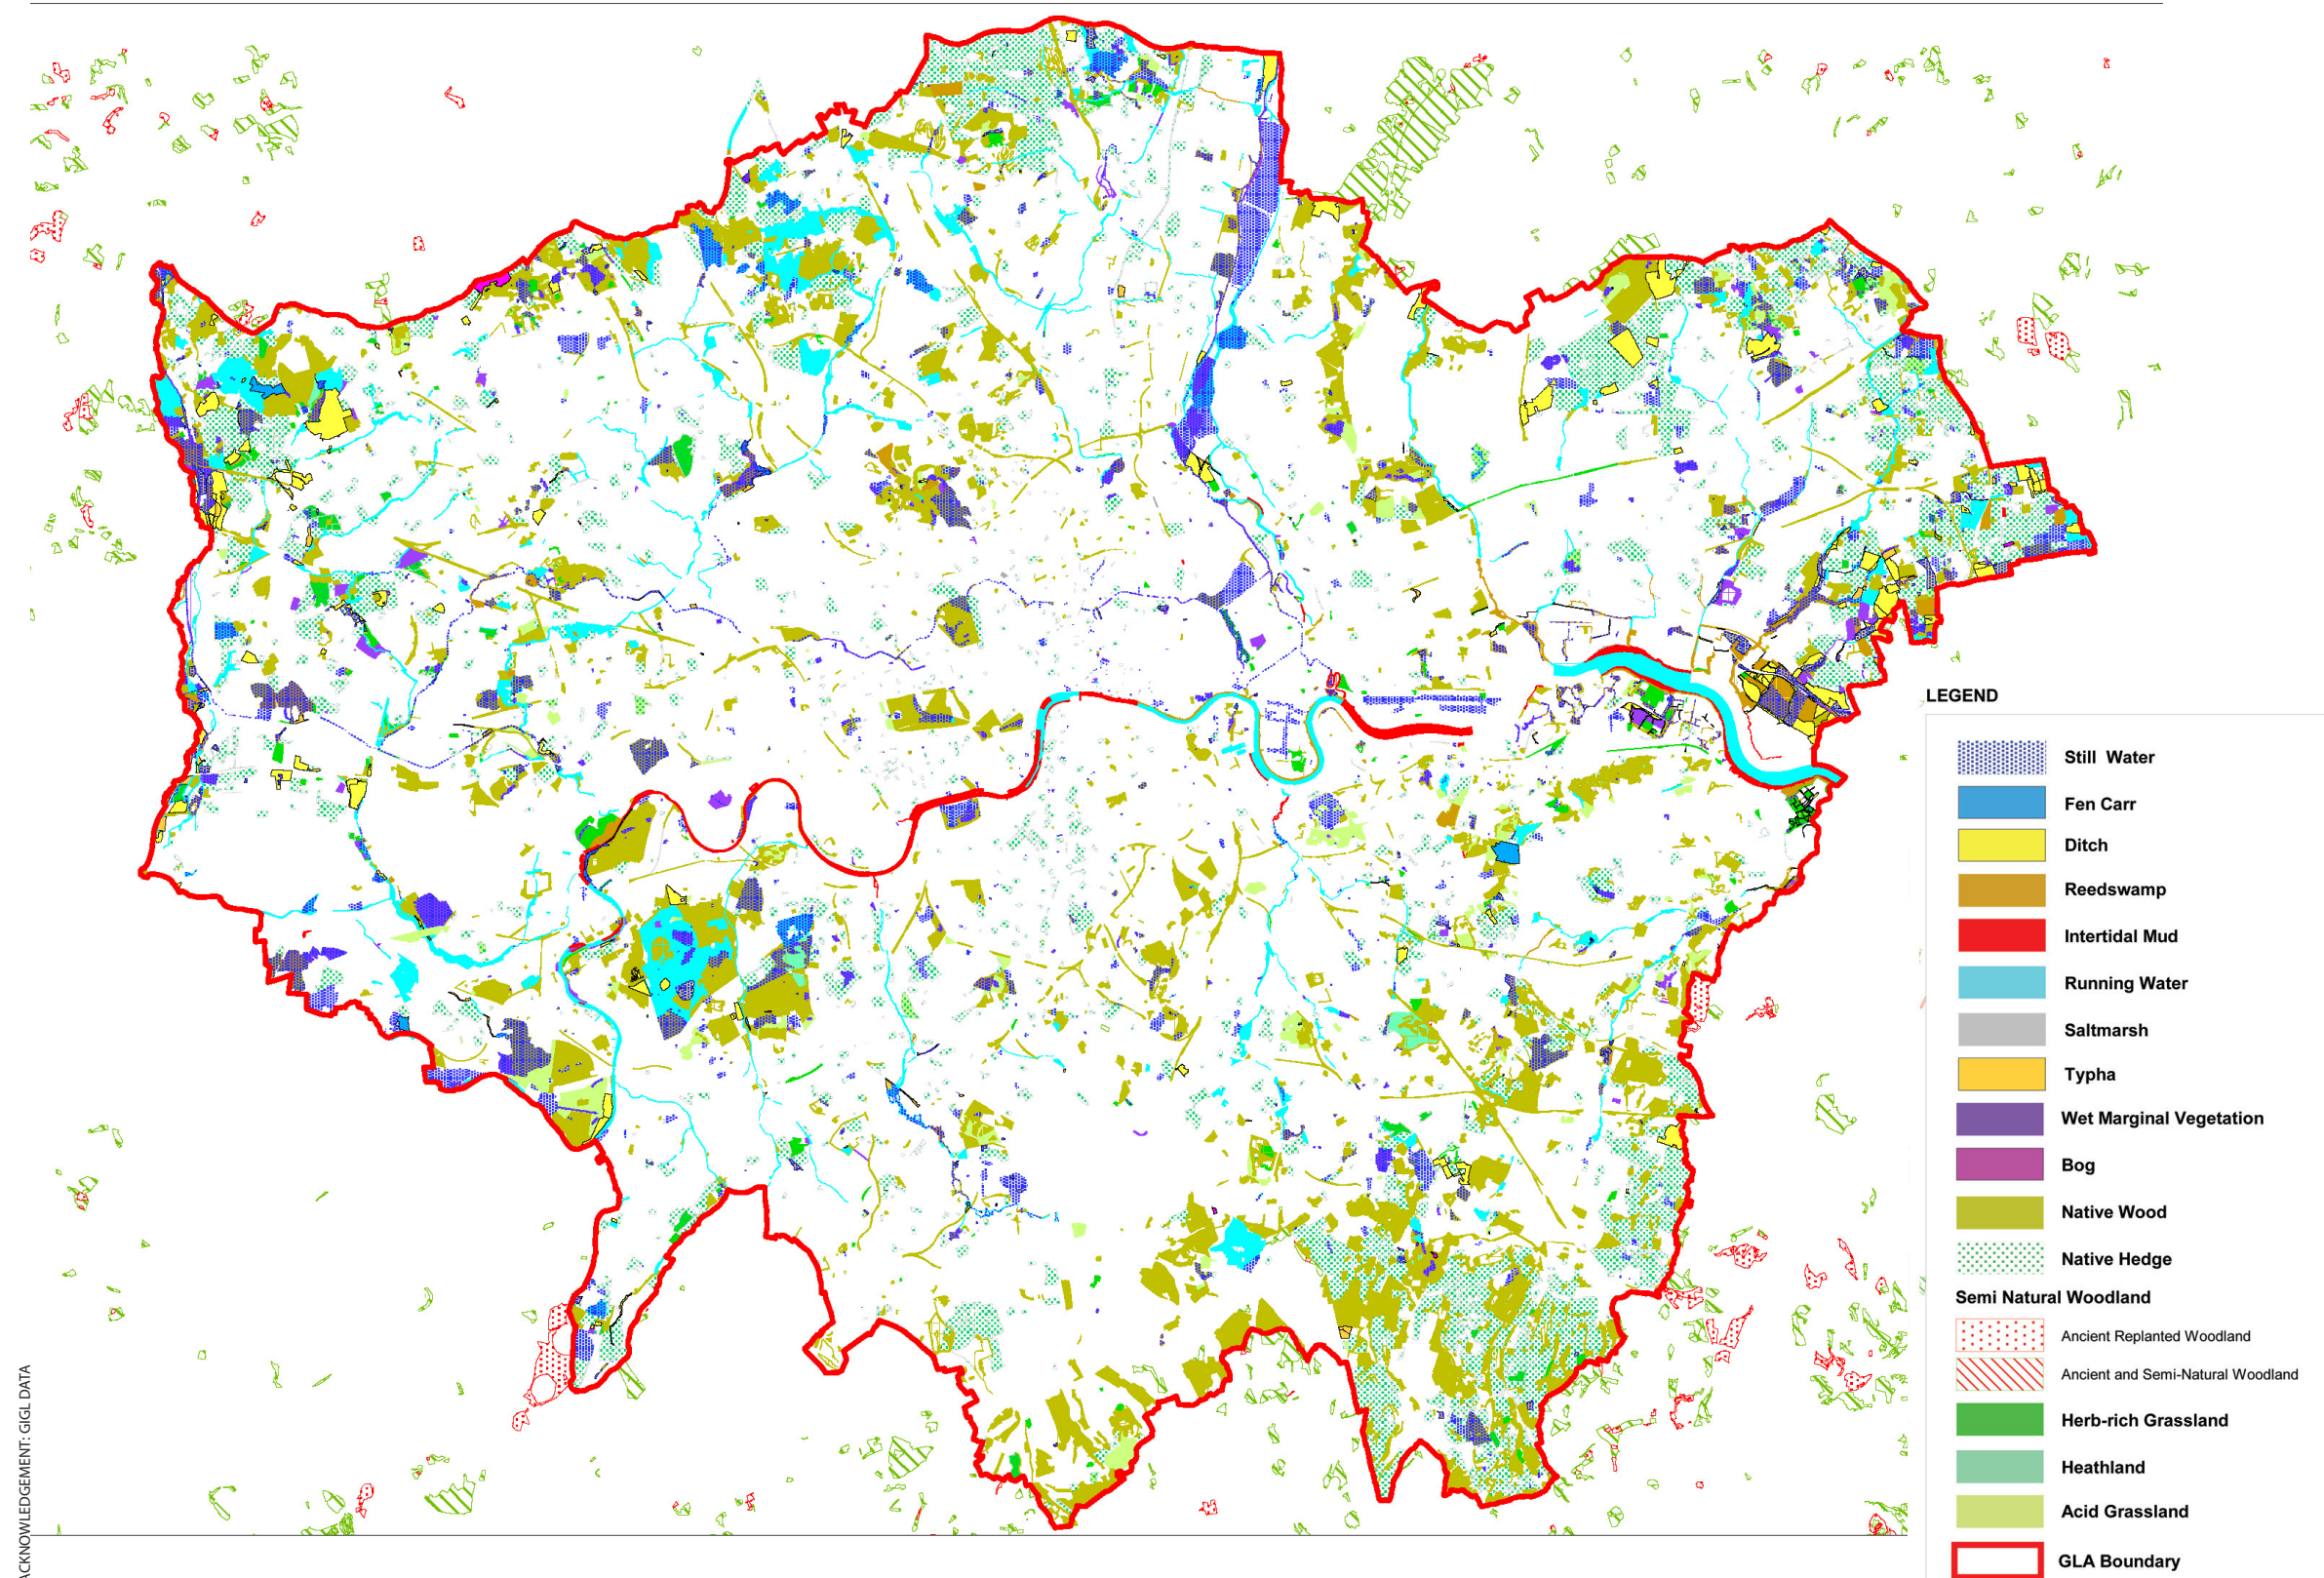 LEGEND
Still Water
Fen Carr
Ditch
Reedswamp
Intertidal Mud
Running Water
Saltmarsh
Typha
Wet Marginal Vegetation
Bog
Native Wood
Native Hedge
Semi Natural Woodland
Ancient Replanted Woodland
Ancient and Semi-Natural Woodland
Herb-rich Grassland
Heathland
Acid Grassland
GLA Boundary
ACKNOWLEDGEMENT: GIGL DATA